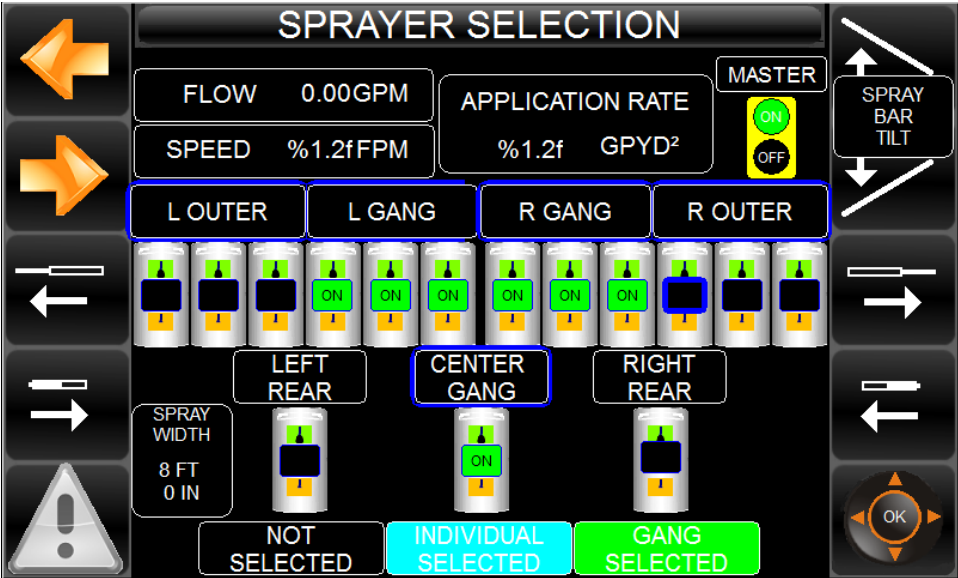 SPRAYER SELECTION
FLOW 0.00GPM
SPEED %1.2fFPM
APPLICATION RATE
%1.2f GPYD²
MASTER
ON
OFF
SPRAY
BAR
TILT
L OUTER
L GANG
R GANG
R OUTER
ON
ON
ON
ON
ON
ON
LEFT
REAR
CENTER
GANG
RIGHT
REAR
SPRAY
WIDTH
8 FT
0 IN
ON
OK
NOT
SELECTED
INDIVIDUAL
SELECTED
GANG
SELECTED